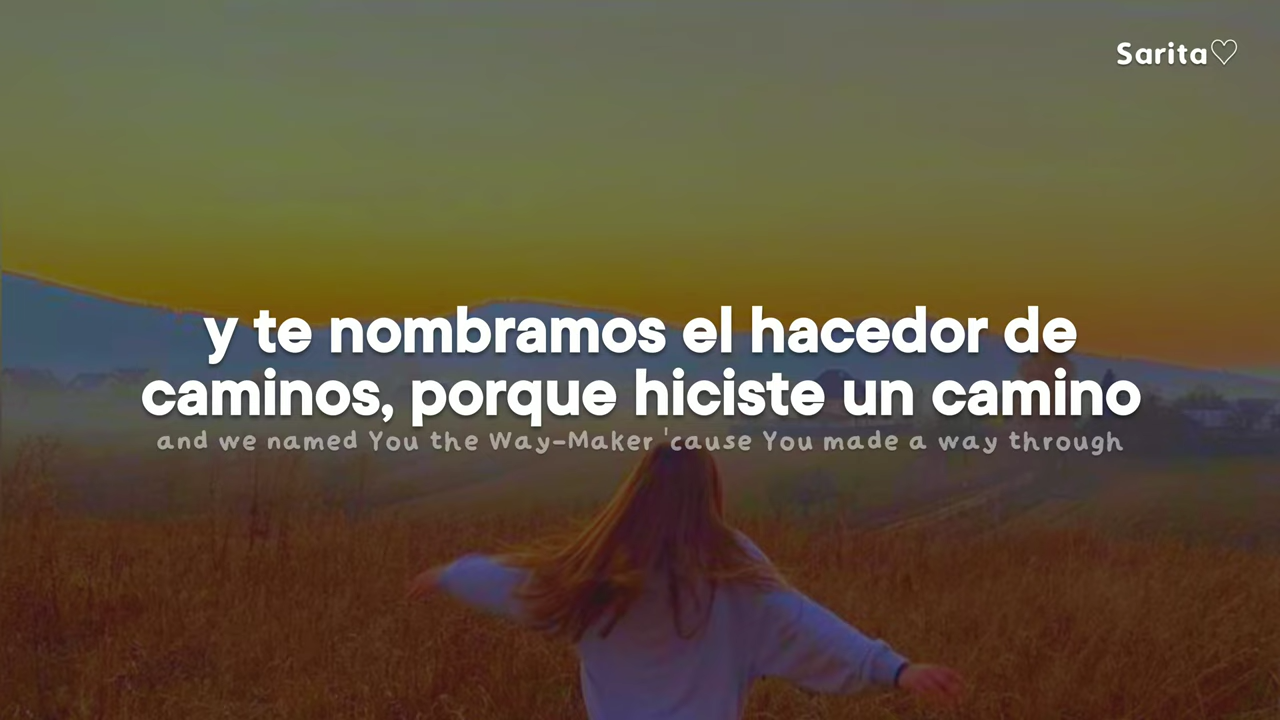 Sarita♡
y te nombramos el hacedor de
caminos, porque hiciste un camino
and we named You the Way-Maker 'cause You made a way through